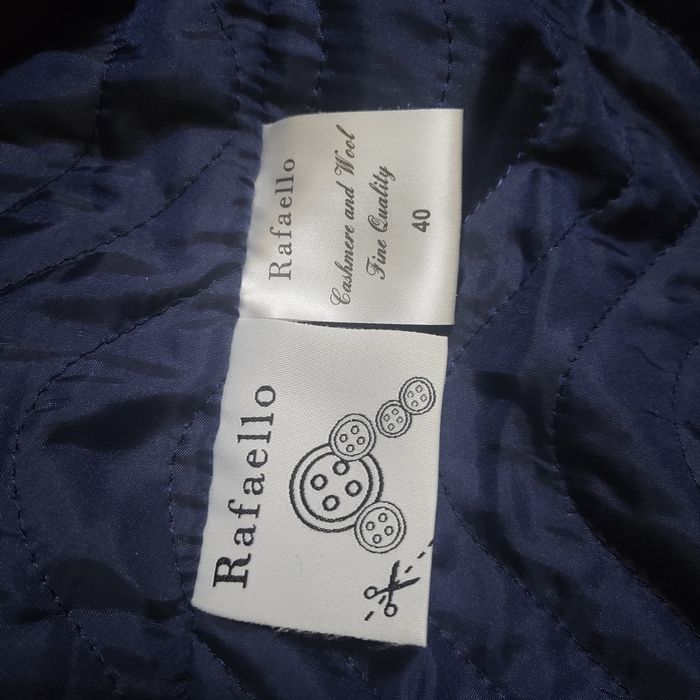 Rafaello
Cashmere and Wool
Fine Quality
40
Rafaello